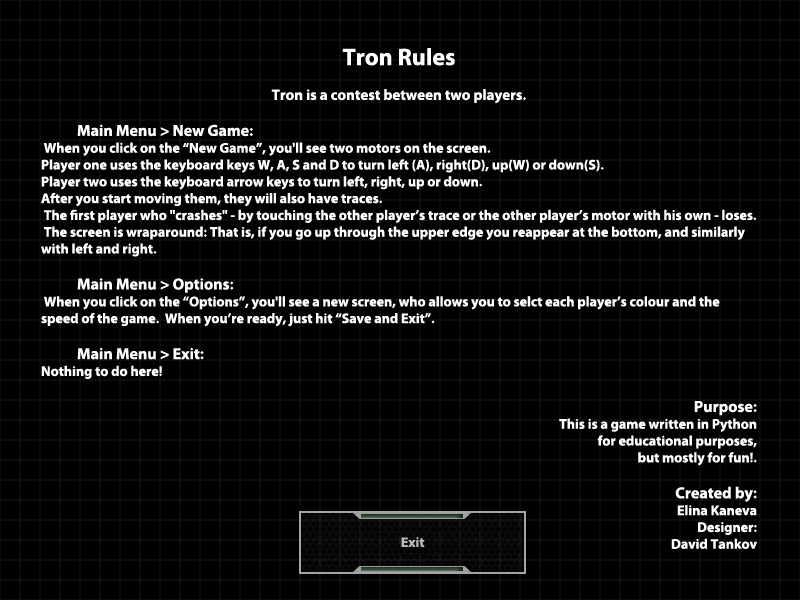 Tron Rules
Tron is a contest between two players.
Main Menu > New Game:
When you click on the “New Game”, you'll see two motors on the screen.
Player one uses the keyboard keys W, A, S and D to turn left (A), right(D), up(W) or down(S).
Player two uses the keyboard arrow keys to turn left, right, up or down.
After you start moving them, they will also have traces.
The first player who "crashes" - by touching the other player’s trace or the other player’s motor with his own - loses.
The screen is wraparound: That is, if you go up through the upper edge you reappear at the bottom, and similarly
with left and right.
Main Menu > Options:
When you click on the “Options”, you'll see a new screen, who allows you to selct each player’s colour and the
speed of the game. When you’re ready, just hit “Save and Exit”.
Main Menu > Exit:
Nothing to do here!
Purpose:
This is a game written in Python
for educational purposes,
but mostly for fun!.
Created by:
Elina Kaneva
Designer:
David Tankov
Exit